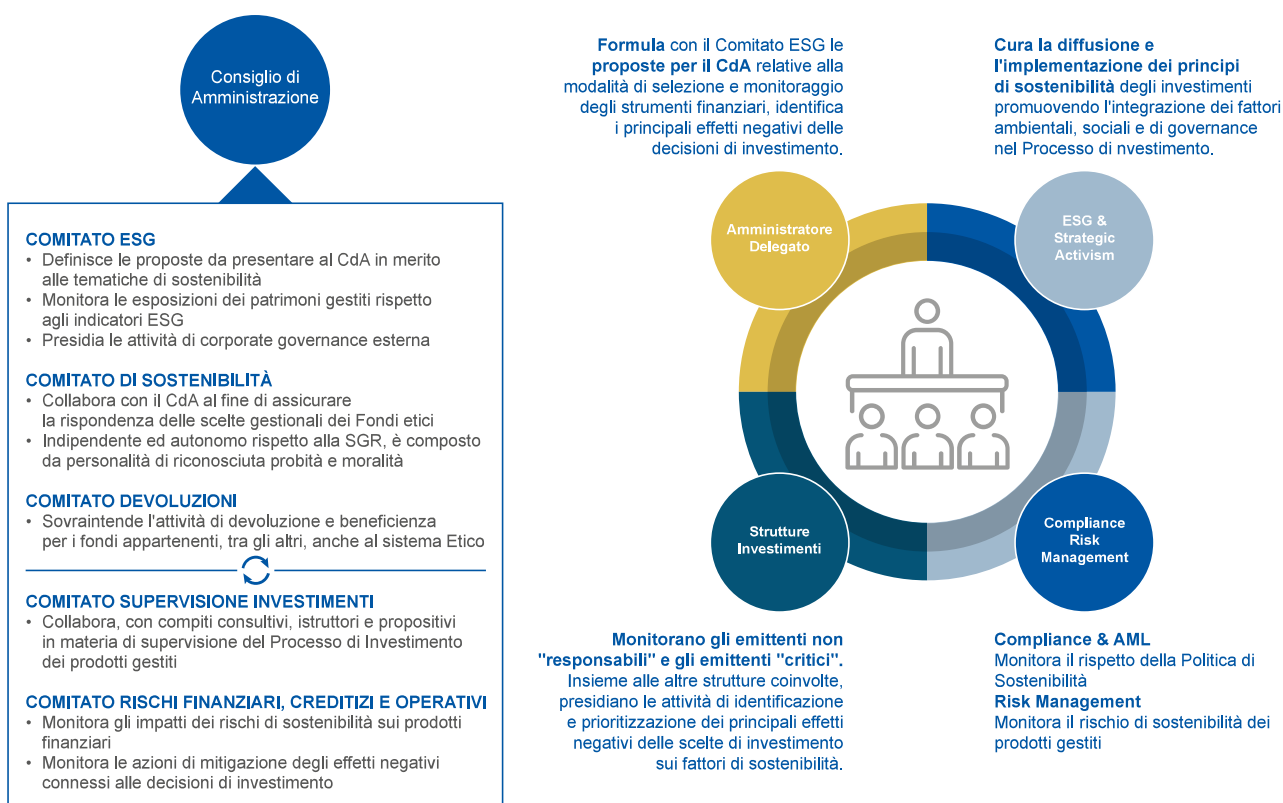 Consiglio di
Amministrazione
COMITATO ESG
• Definisce le proposte da presentare al CdA in merito
alle tematiche di sostenibilità
• Monitora le esposizioni dei patrimoni gestiti rispetto
agli indicatori ESG
• Presidia le attività di corporate governance esterna
COMITATO DI SOSTENIBILITÀ
• Collabora con il CdA al fine di assicurare
la rispondenza delle scelte gestionali dei Fondi etici
• Indipendente ed autonomo rispetto alla SGR, è composto
da personalità di riconosciuta probità e moralità
COMITATO DEVOLUZIONI
• Sovraintende l'attività di devoluzione e beneficienza
per i fondi appartenenti, tra gli altri, anche al sistema Etico
COMITATO SUPERVISIONE INVESTIMENTI
• Collabora, con compiti consultivi, istruttori e propositivi
in materia di supervisione del Processo di Investimento
dei prodotti gestiti
COMITATO RISCHI FINANZIARI, CREDITIZI E OPERATIVI
• Monitora gli impatti dei rischi di sostenibilità sui prodotti
finanziari
• Monitora le azioni di mitigazione degli effetti negativi
connessi alle decisioni di investimento
Formula con il Comitato ESG le
proposte per il CdA relative alla
modalità di selezione e monitoraggio
degli strumenti finanziari, identifica
i principali effetti negativi delle
decisioni di investimento.
Cura la diffusione e
l'implementazione dei principi
di sostenibilità degli investimenti
promuovendo l'integrazione dei fattori
ambientali, sociali e di governance
nel Processo di nvestimento.
Amministratore
Delegato
ESG &
Strategic
Activism
Strutture
Investimenti
Compliance
Risk
Management
Monitorano gli emittenti non
"responsabili" e gli emittenti "critici".
Insieme alle altre strutture coinvolte,
presidiano le attività di identificazione
e prioritizzazione dei principali effetti
negativi delle scelte di investimento
sui fattori di sostenibilità.
Compliance & AML
Monitora il rispetto della Politica di
Sostenibilità
Risk Management
Monitora il rischio di sostenibilità dei
prodotti gestiti